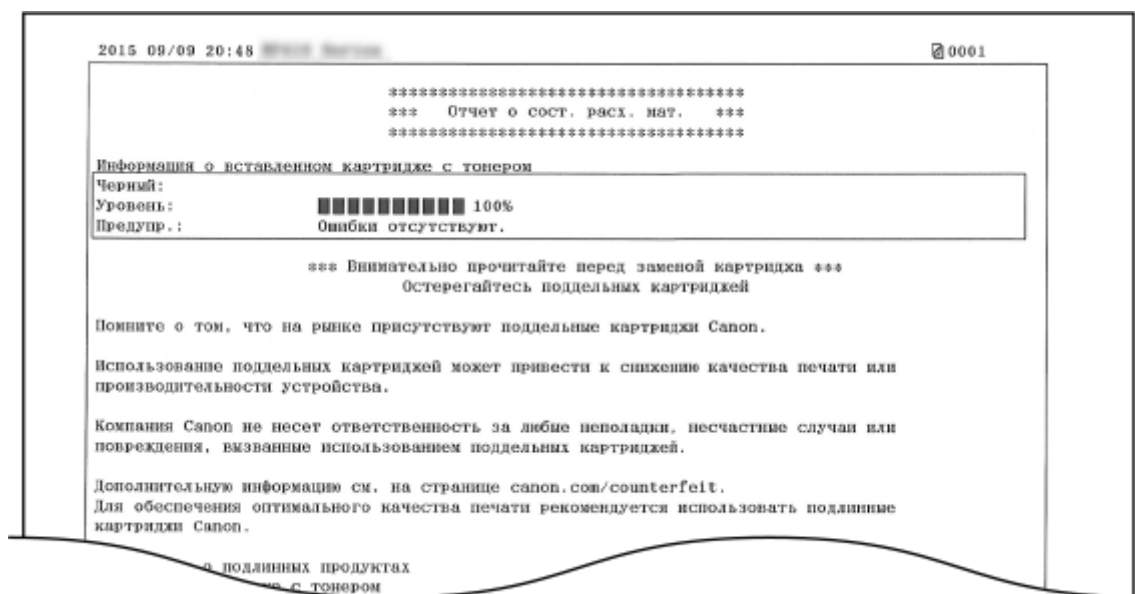 2015 09/09 20:48
0001
************************************
*** Отчет о сост. расх. мат. ***
************************************
Информация о вставленном картридже с тонером
Черный:
Уровень: 100%
Предупр.: Ошибки отсутствуют.
*** Внимательно прочитайте перед заменой картриджа ***
Остерегайтесь поддельных картриджей
Помните о том, что на рынке присутствуют поддельные картриджи Canon.
Использование поддельных картриджей может привести к снижению качества печати или
производительности устройства.
Компания Canon не несет ответственность за любые неполадки, несчастные случаи или
повреждения, вызванные использованием поддельных картриджей.
Дополнительную информацию см. на странице canon.com/counterfeit.
Для обеспечения оптимального качества печати рекомендуется использовать подлинные
картриджи Canon.
о подлинных продуктах
с тонером